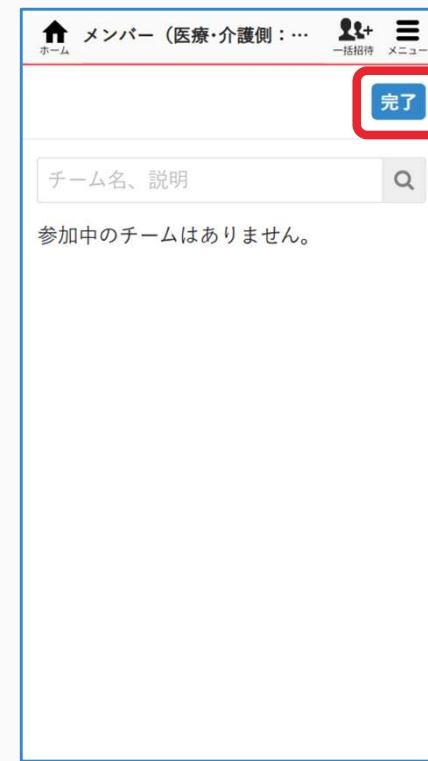 メンバー（医療・介護側：…
ホーム
一括招待
メニュー
完了
チーム名、説明
参加中のチームはありません。